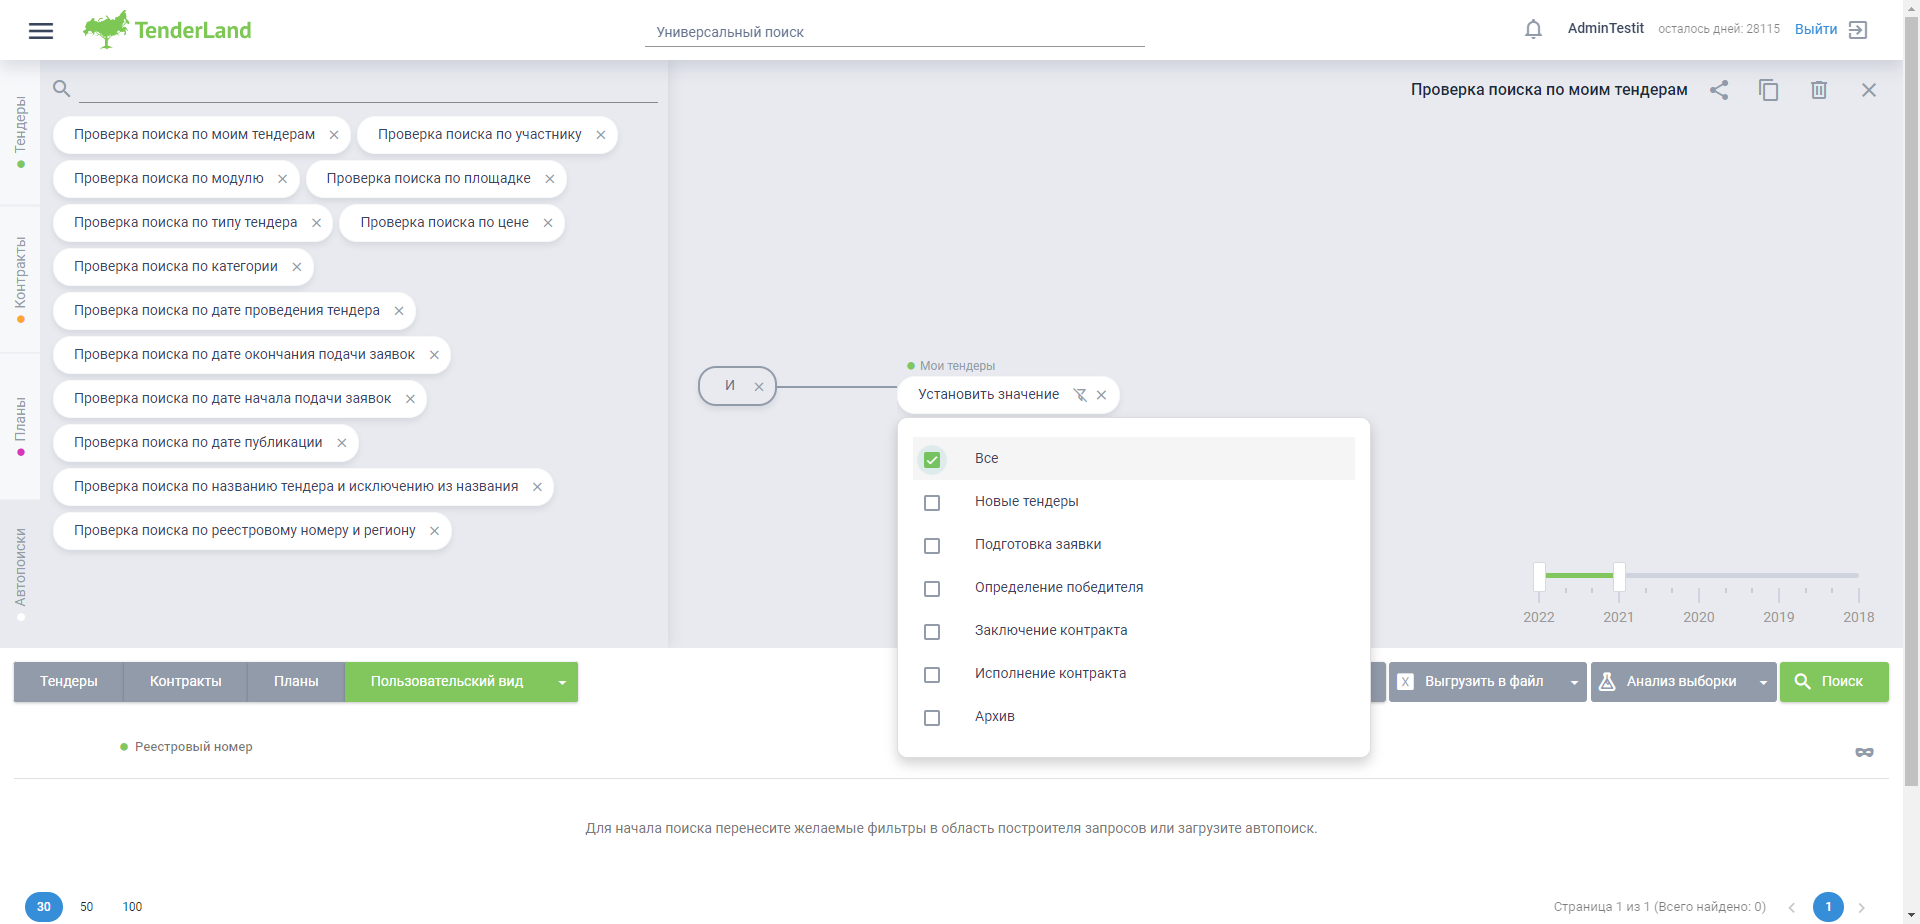 TenderLand
Универсальный поиск
AdminTestit
осталось дней: 28115
Выйти
Тендеры
Контракты
Планы
Автопоиски
Проверка поиска по моим тендерам
Проверка поиска по участнику
Проверка поиска по модулю
Проверка поиска по площадке
Проверка поиска по типу тендера
Проверка поиска по цене
Проверка поиска по категории
Проверка поиска по дате проведения тендера
Проверка поиска по дате окончания подачи заявок
Проверка поиска по дате начала подачи заявок
Проверка поиска по дате публикации
Проверка поиска по названию тендера и исключению из названия
Проверка поиска по реестровому номеру и региону
Проверка поиска по моим тендерам
И
Мои тендеры
Установить значение
Все
Новые тендеры
Подготовка заявки
Определение победителя
Заключение контракта
Исполнение контракта
Архив
2022 2021 2020 2019 2018
Тендеры
Контракты
Планы
Пользовательский вид
X Выгрузить в файл
Анализ выборки
Поиск
Реестровый номер
Для начала поиска перенесите желаемые фильтры в область построителя запросов или загрузите автопоиск.
30 50 100
Страница 1 из 1 (Всего найдено: 0)
1